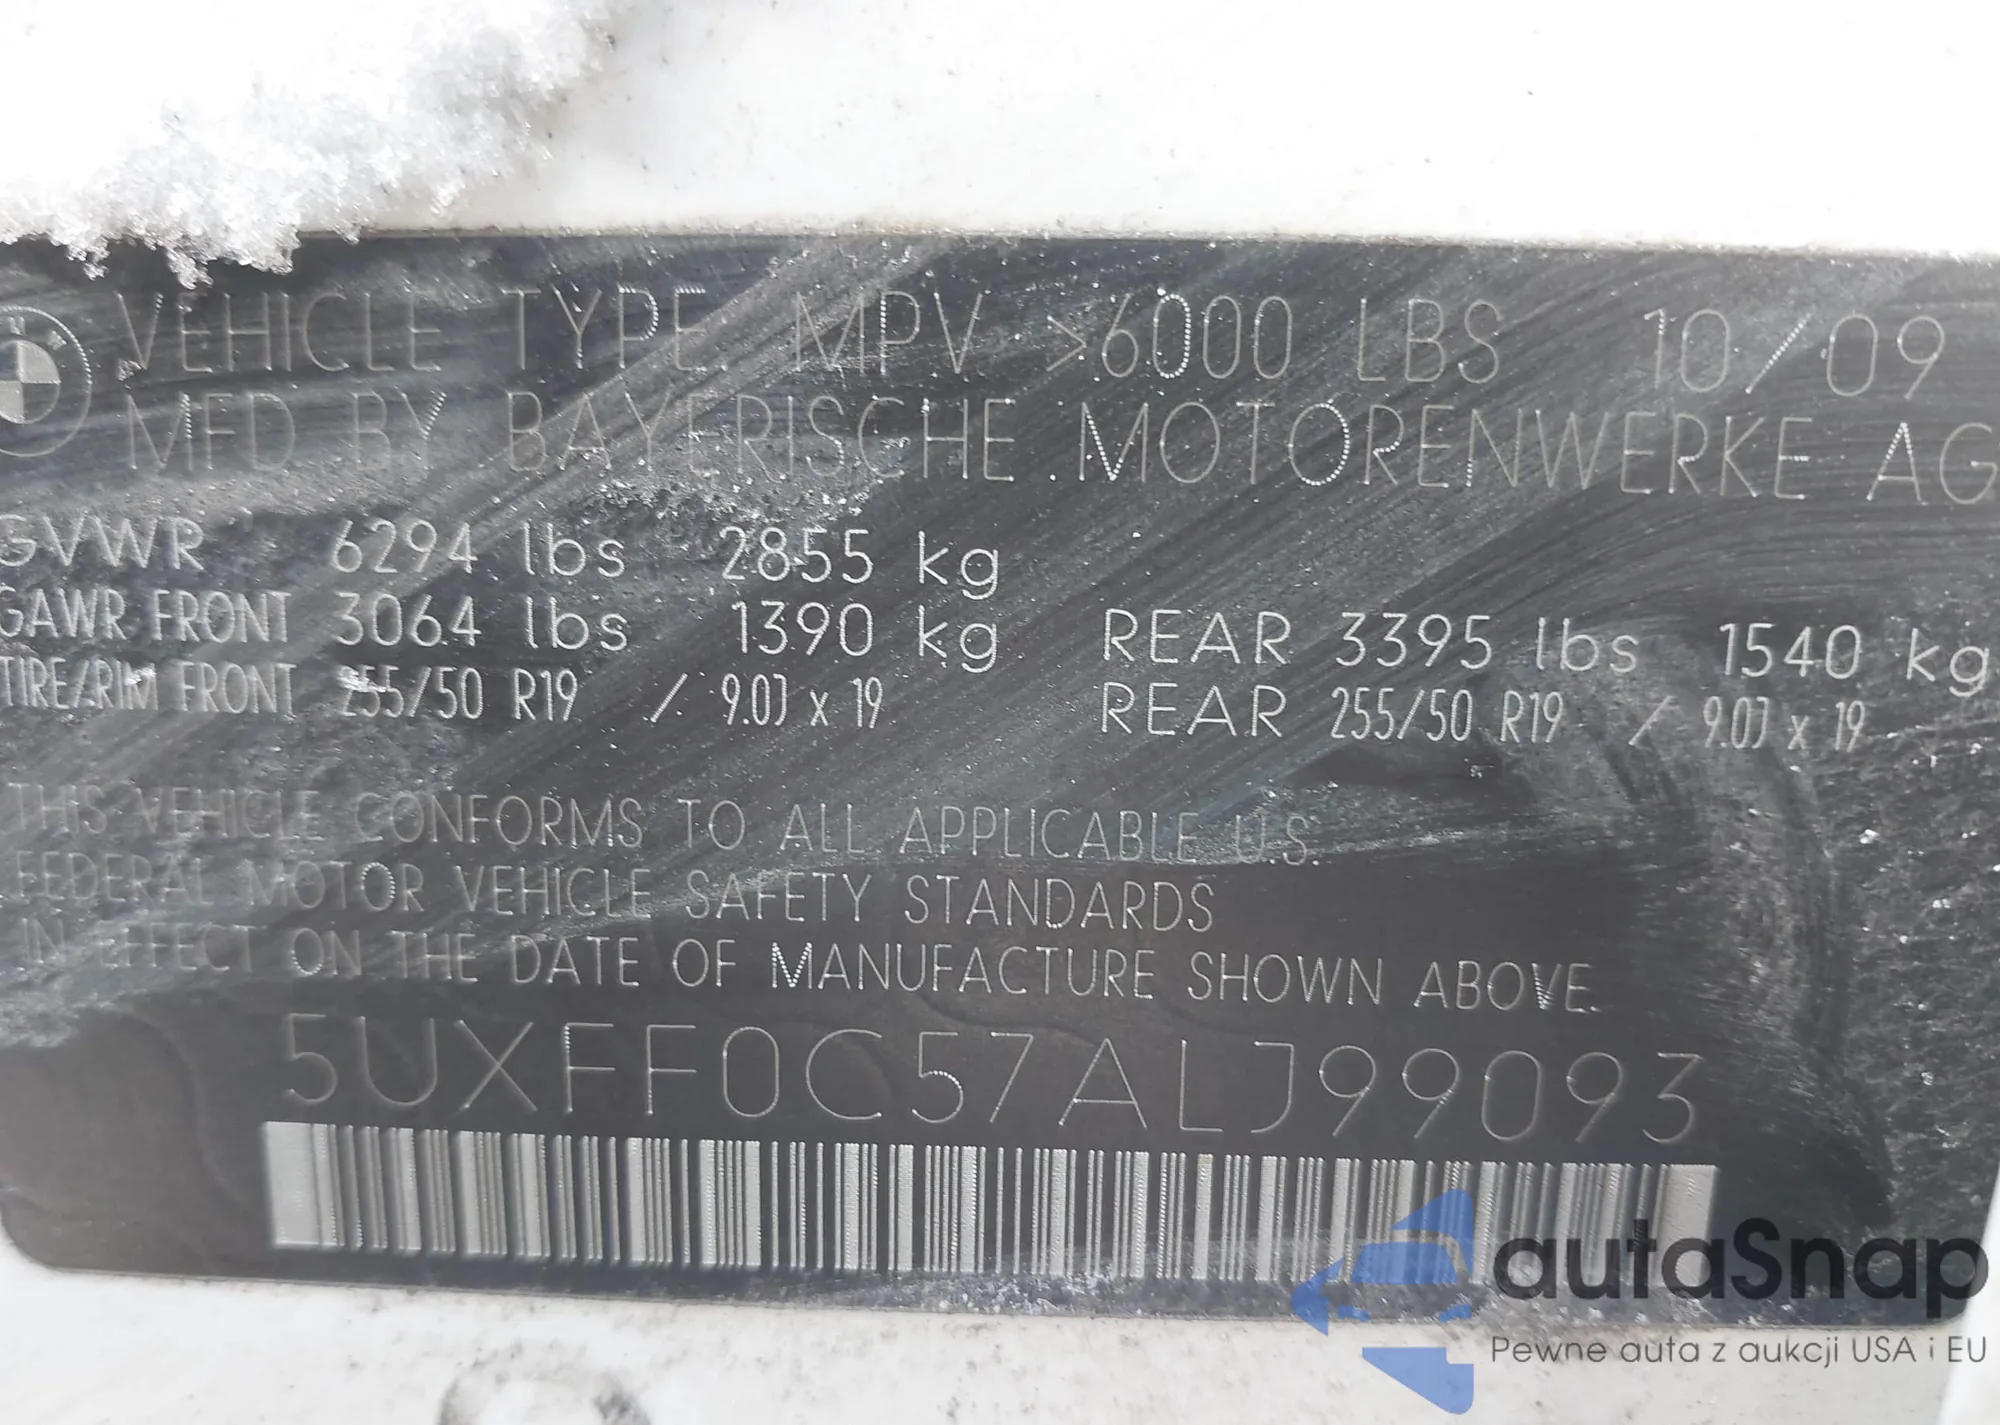 VEHICLE TYPE MPV >6000 LBS 10/09
MFD BY BAYERISCHE MOTORENWERKE AG
GVWR 6294 lbs 2855 kg
GAWR FRONT 3064 lbs 1390 kg REAR 3395 lbs 1540 kg
TIRE/RIM FRONT 255/50 R19 / 9.0J x 19 REAR 255/50 R19 / 9.0J x 19
THIS VEHICLE CONFORMS TO ALL APPLICABLE U.S.
FEDERAL MOTOR VEHICLE SAFETY STANDARDS
IN EFFECT ON THE DATE OF MANUFACTURE SHOWN ABOVE.
5UXFF0C57ALJ99093
autaSnap
Pewne auta z aukcji USA i EU